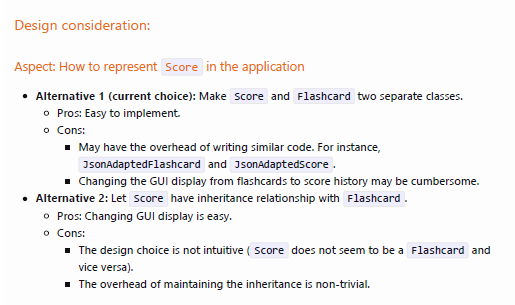 Design consideration:
Aspect: How to represent Score in the application
Alternative 1 (current choice): Make Score and Flashcard two separate classes.
Pros: Easy to implement.
Cons:
May have the overhead of writing similar code. For instance,
JsonAdaptedFlashcard and JsonAdaptedScore .
Changing the GUI display from flashcards to score history may be cumbersome.
Alternative 2: Let Score have inheritance relationship with Flashcard .
Pros: Changing GUI display is easy.
Cons:
The design choice is not intuitive ( Score does not seem to be a Flashcard and
vice versa).
The overhead of maintaining the inheritance is non-trivial.